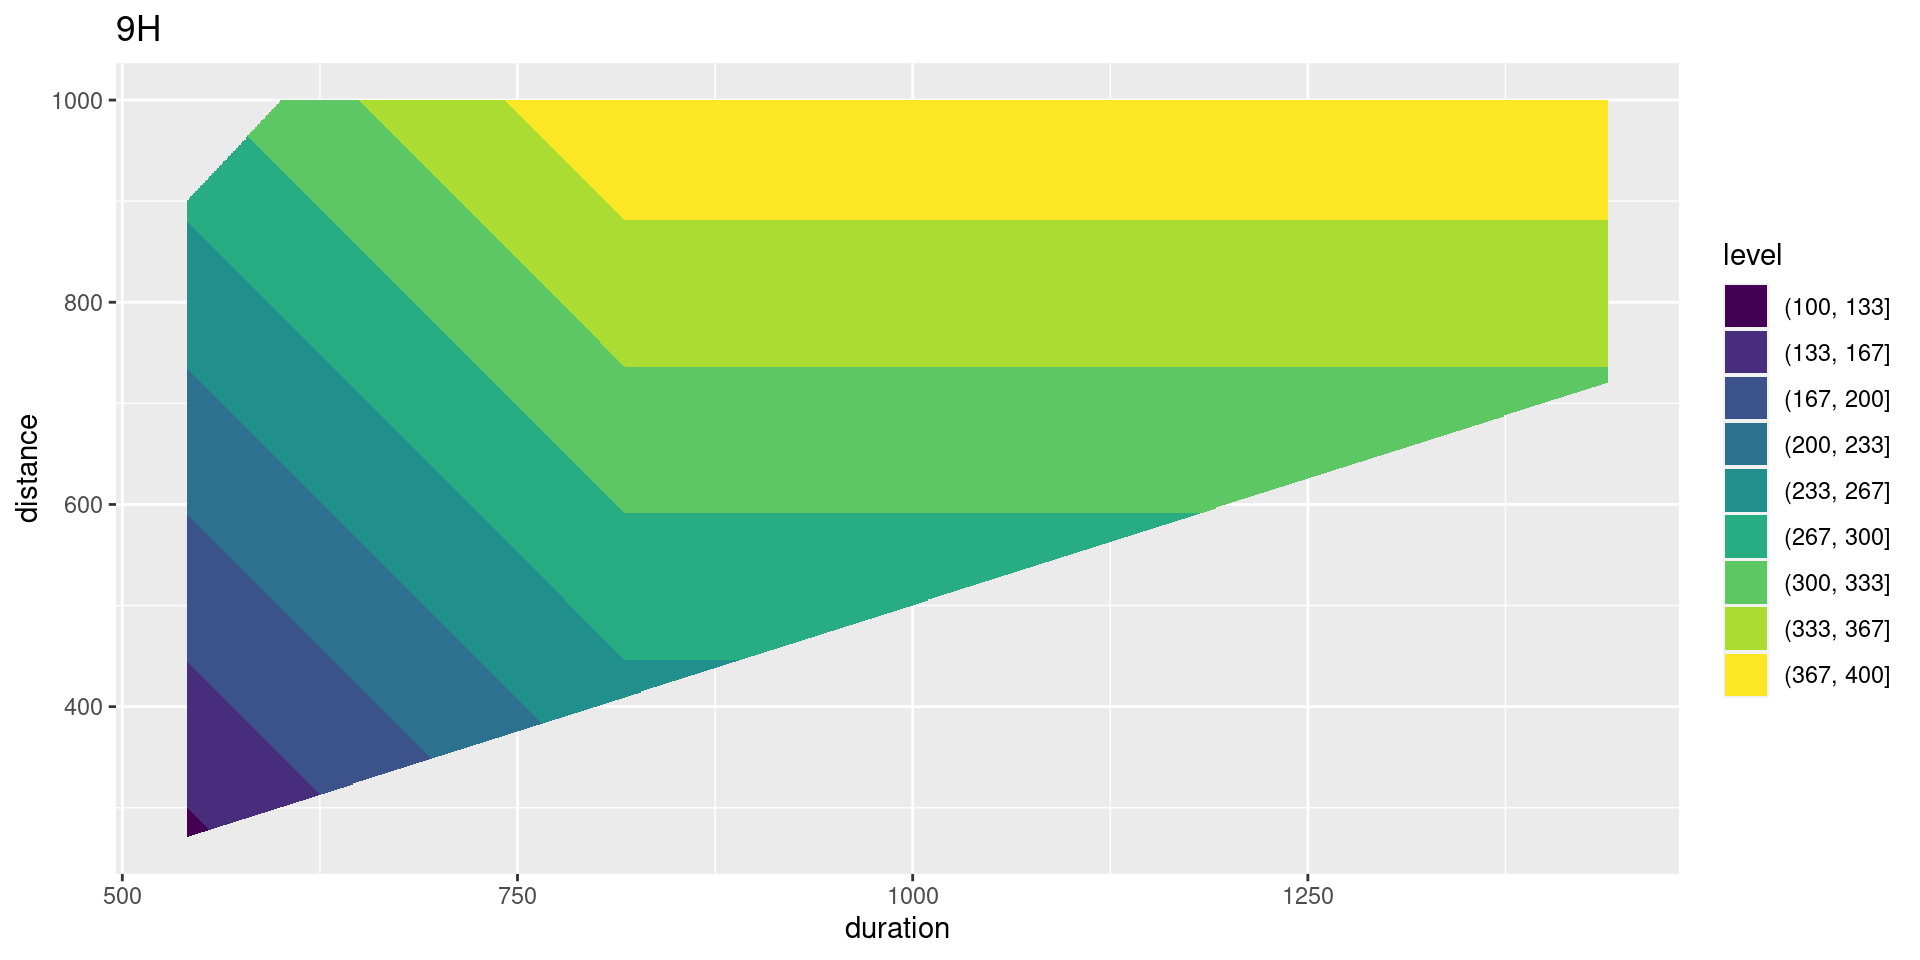 9H
distance
1000
800
600
400
500 750 1000 1250
duration
level
(100, 133]
(133, 167]
(167, 200]
(200, 233]
(233, 267]
(267, 300]
(300, 333]
(333, 367]
(367, 400]